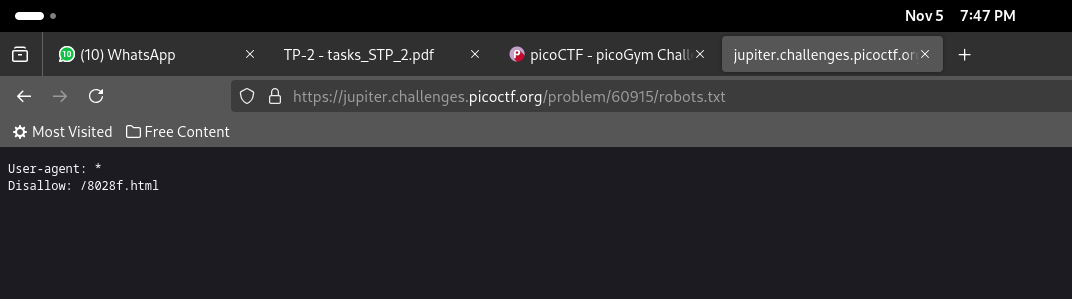 Nov 5 7:47 PM
(10) WhatsApp
TP-2 - tasks_STP_2.pdf
picoCTF - picoGym Chall
jupiter.challenges.picoctf.or
https://jupiter.challenges.picoctf.org/problem/60915/robots.txt
Most Visited Free Content
User-agent: *
Disallow: /8028f.html